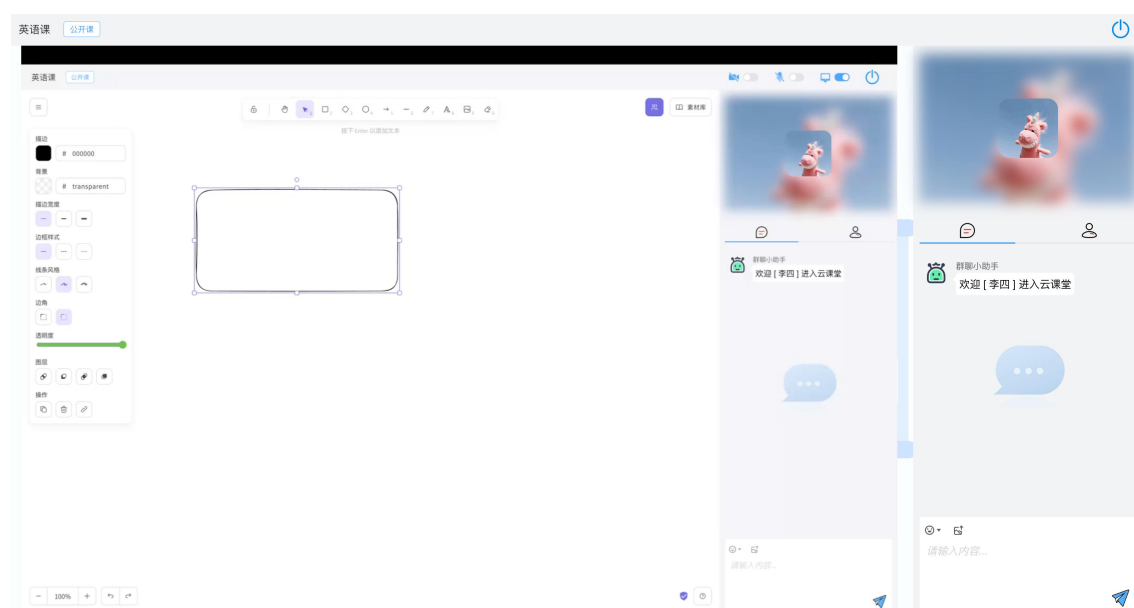 英语课 公开课
英语课 公开课
素材库
按下 Enter 以添加文本
描边
# 000000
背景
# transparent
描边宽度
边框样式
线条风格
边角
透明度
图层
操作
− 100% +
群聊小助手
欢迎 [ 李四 ] 进入云课堂
请输入内容...
群聊小助手
欢迎 [ 李四 ] 进入云课堂
请输入内容...